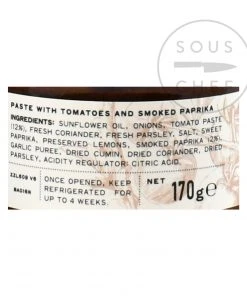 SOUS
CHEF
PASTE WITH TOMATOES AND SMOKED PAPRIKA
INGREDIENTS: SUNFLOWER OIL, ONIONS, TOMATO PASTE
(12%), FRESH CORIANDER, FRESH PARSLEY, SALT, SWEET
PAPRIKA, PRESERVED LEMONS, SMOKED PAPRIKA (2%),
GARLIC PUREE, DRIED CUMIN, DRIED CORIANDER, DRIED
PARSLEY, ACIDITY REGULATOR: CITRIC ACID.
ONCE OPENED, KEEP
REFRIGERATED FOR
UP TO 4 WEEKS.
NET 170g e